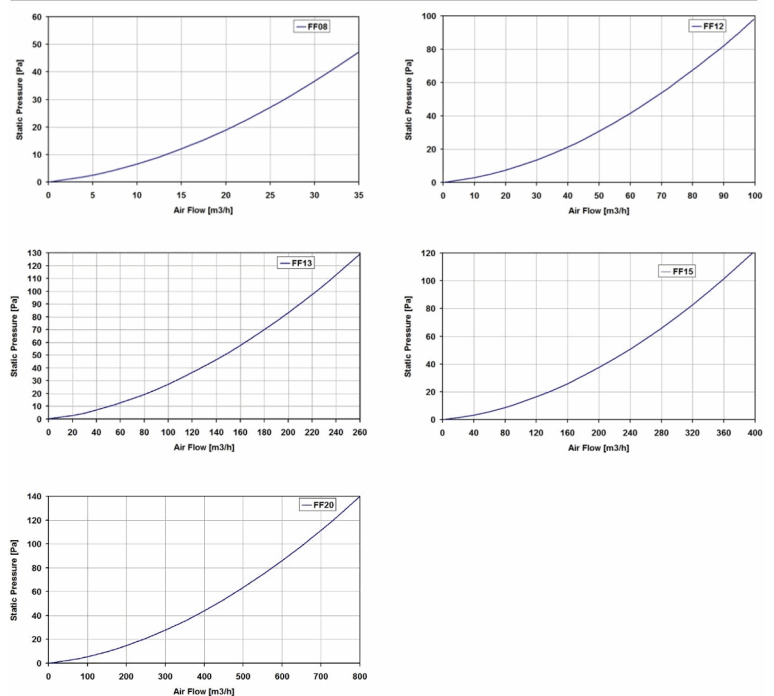 FF08
Static Pressure [Pa]
60
50
40
30
20
10
0
0 5 10 15 20 25 30 35
Air Flow [m3/h]
FF12
Static Pressure [Pa]
100
80
60
40
20
0
0 10 20 30 40 50 60 70 80 90 100
Air Flow [m3/h]
FF13
Static Pressure [Pa]
130
120
110
100
90
80
70
60
50
40
30
20
10
0
0 20 40 60 80 100 120 140 160 180 200 220 240 260
Air Flow [m3/h]
FF15
Static Pressure [Pa]
120
100
80
60
40
20
0
0 40 80 120 160 200 240 280 320 360 400
Air Flow [m3/h]
FF20
Static Pressure [Pa]
140
120
100
80
60
40
20
0
0 100 200 300 400 500 600 700 800
Air Flow [m3/h]